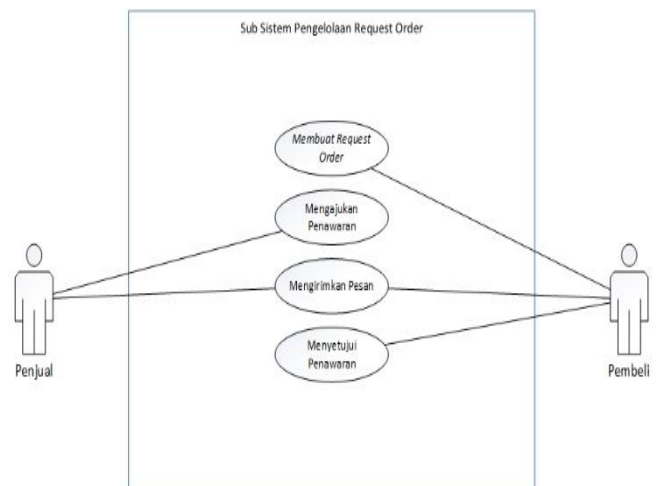 Sub Sistem Pengelolaan Request Order
Membuat Request
Order
Mengajukan
Penawaran
Mengirimkan Pesan
Menyetujui
Penawaran
Penjual
Pembeli